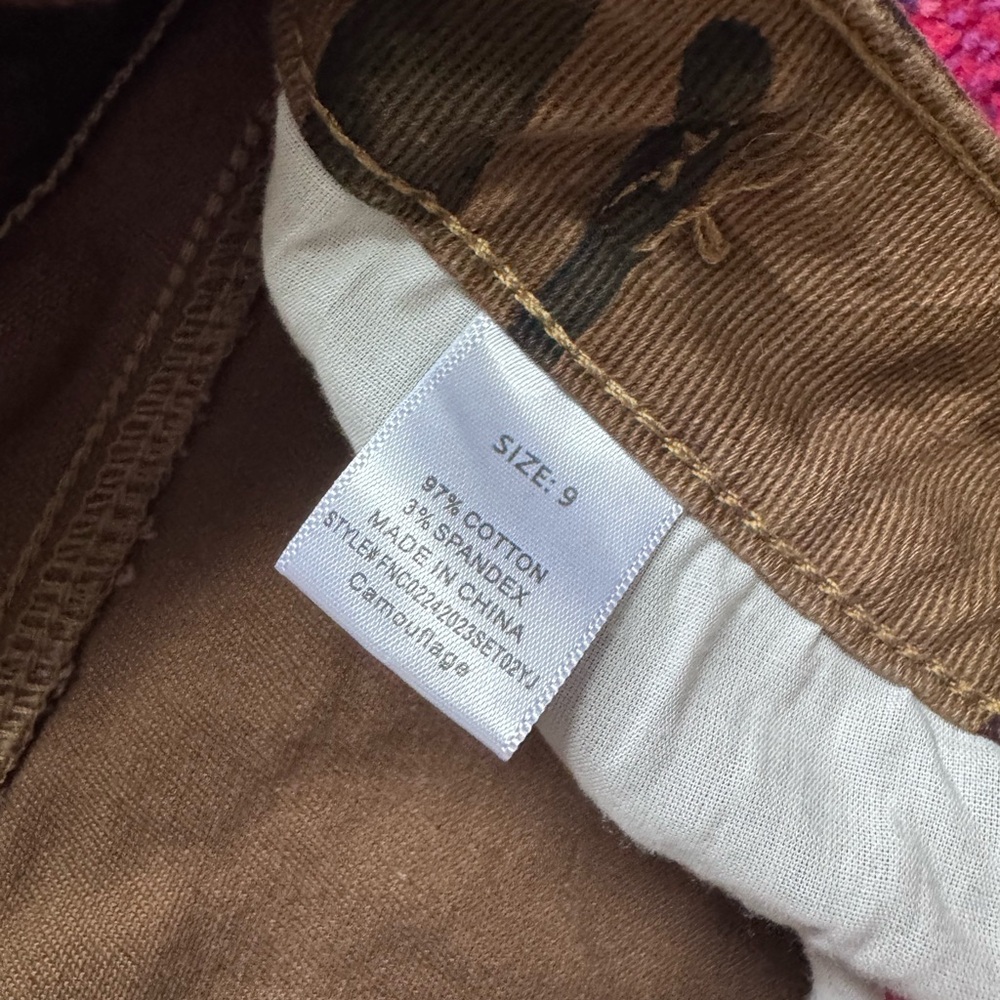 SIZE: 9
97% COTTON
3% SPANDEX
MADE IN CHINA
STYLE#FNC02242023SET02YJ
Camouflage